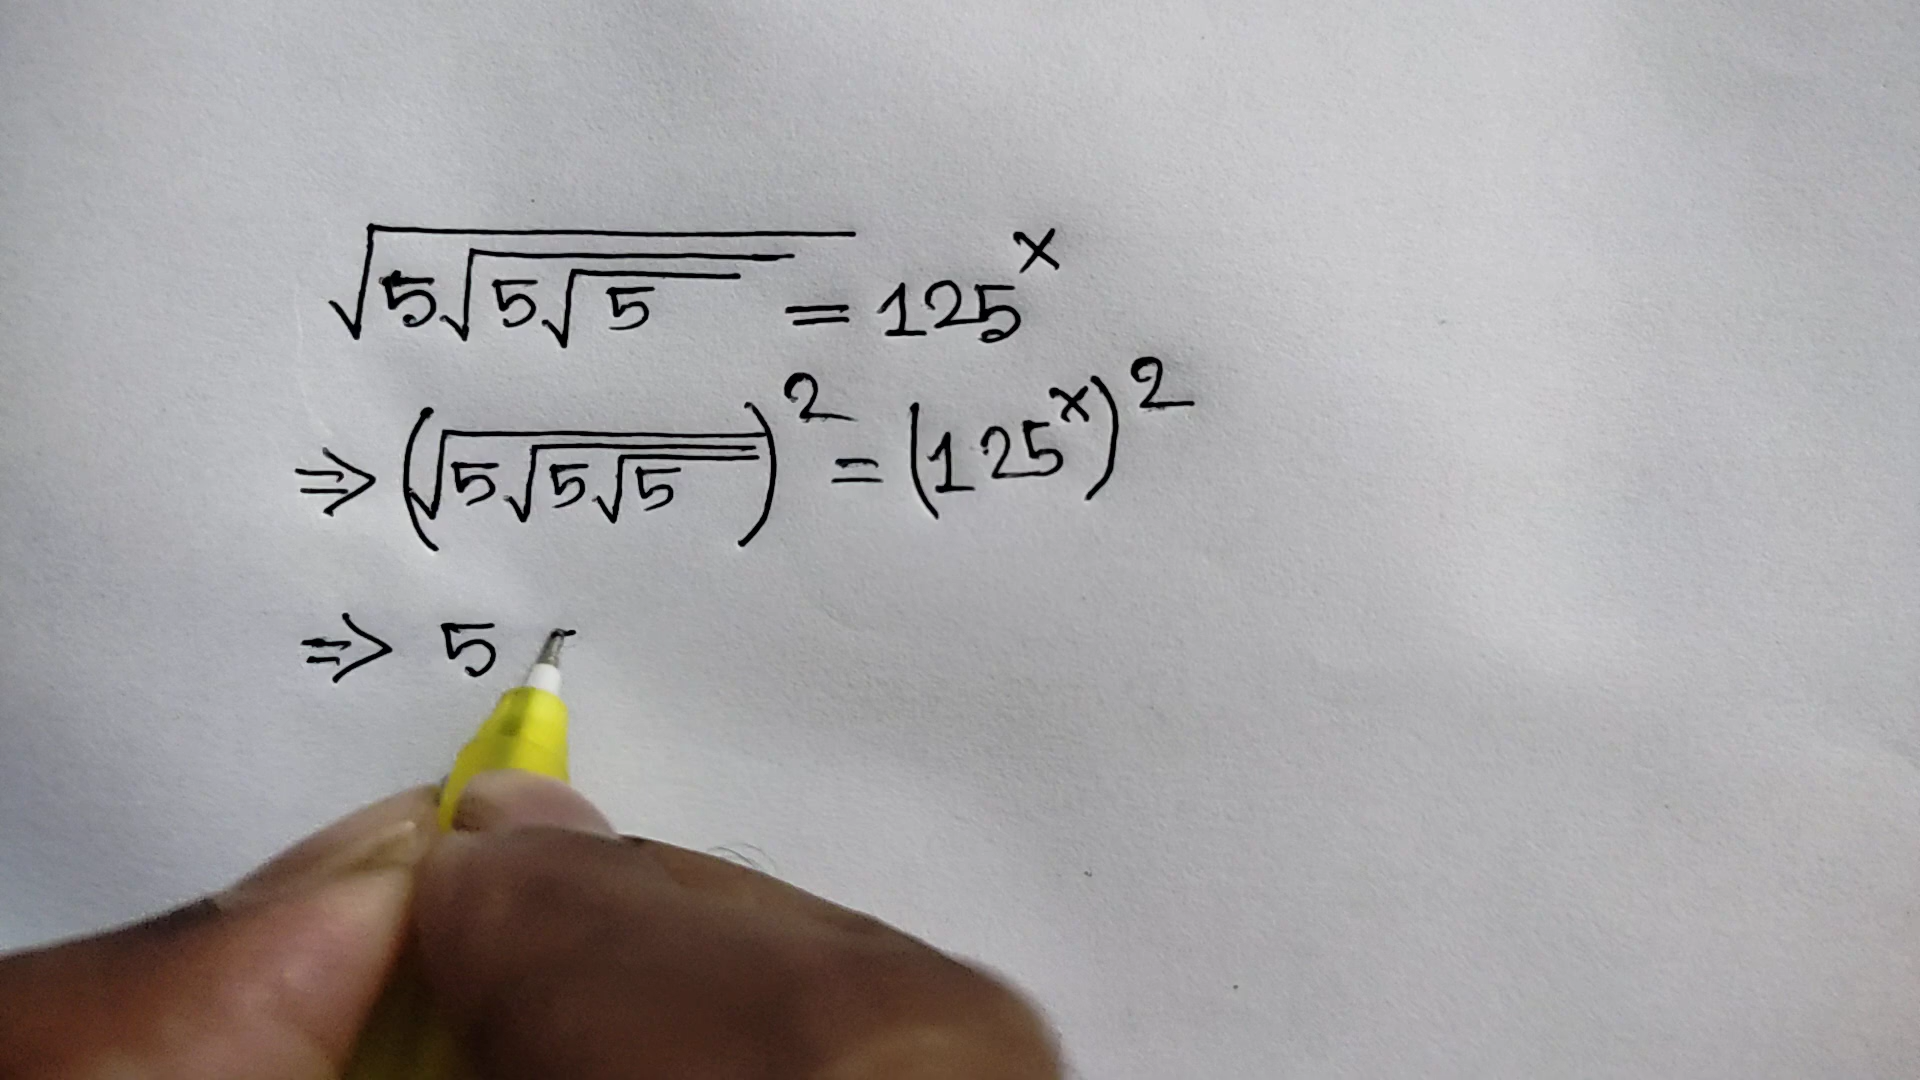 √(5√(5√5)) = 125^x
⇒ (√(5√(5√5)))^2 = (125^x)^2
⇒ 5